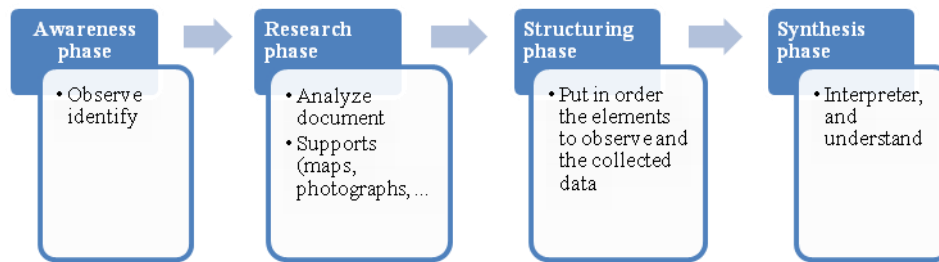 Awareness
phase
• Observe
identify
Research
phase
• Analyze
document
• Supports
(maps,
photographs, ...
Structuring
phase
• Put in order
the elements
to observe and
the collected
data
Synthesis
phase
• Interpreter,
and
understand